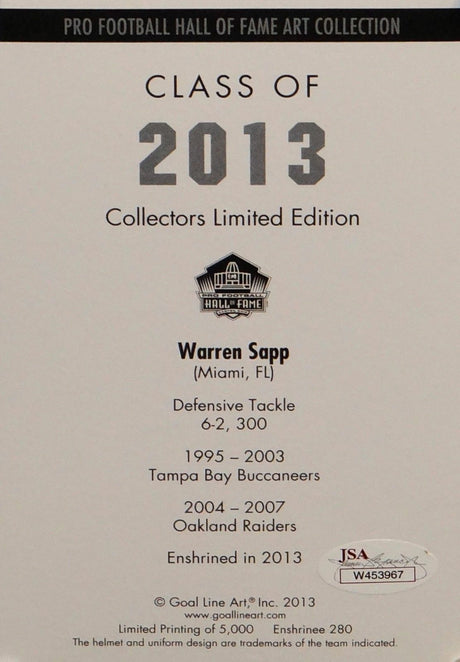 PRO FOOTBALL HALL OF FAME ART COLLECTION
CLASS OF
2013
Collectors Limited Edition
PRO FOOTBALL
HALL OF FAME
Warren Sapp
(Miami, FL)
Defensive Tackle
6-2, 300
1995 – 2003
Tampa Bay Buccaneers
2004 – 2007
Oakland Raiders
Enshrined in 2013
JSA
W453967
© Goal Line Art,® Inc. 2013
www.goallineart.com
Limited Printing of 5,000 Enshrinee 280
The helmet and uniform design are trademarks of the team indicated.